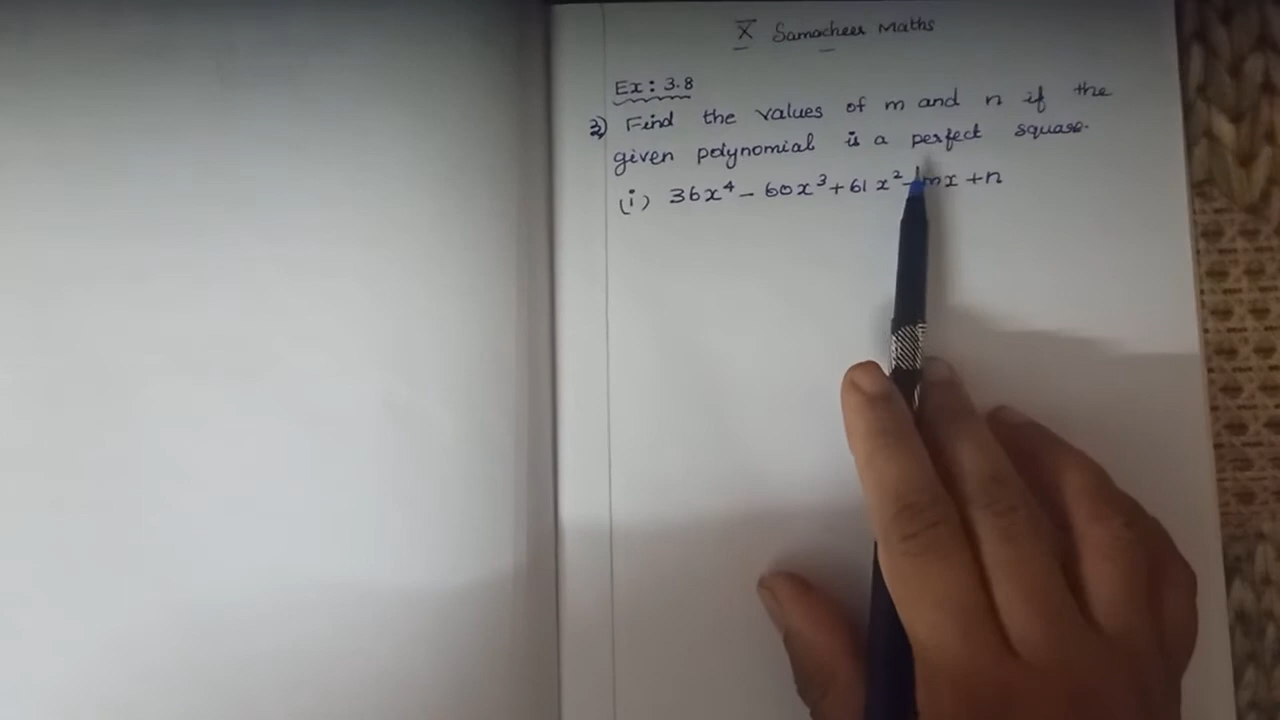 X Samacheer Maths
Ex: 3.8
2) Find the values of m and n if the
given polynomial is a perfect square.
(i) 36x⁴ - 60x³ + 61x² - mx + n